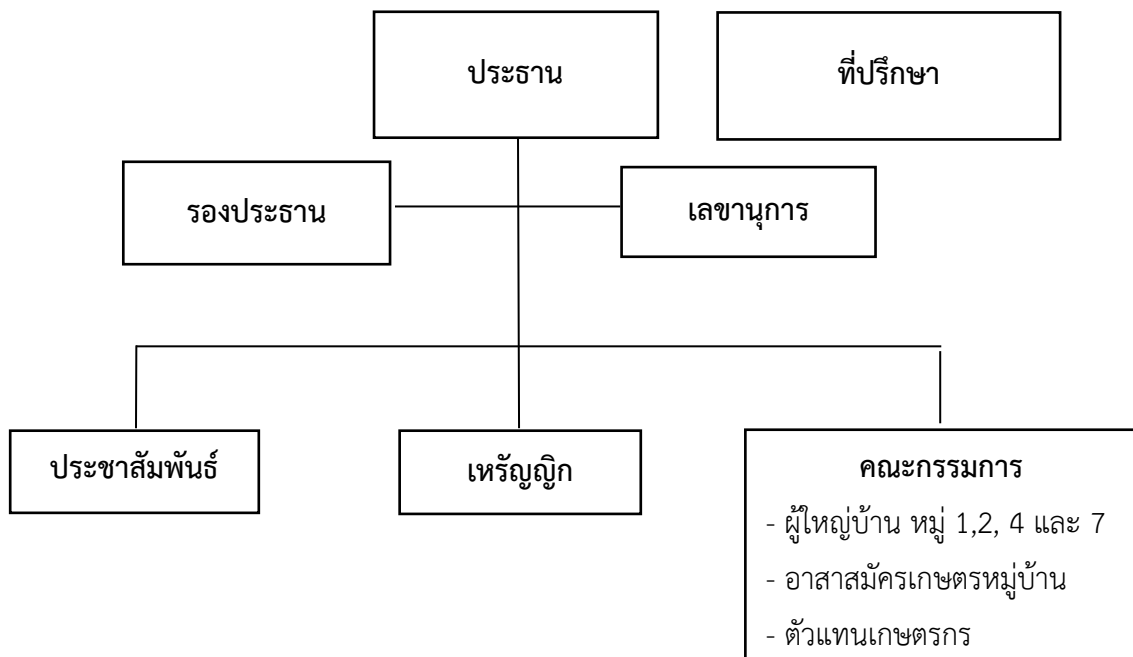 ประธาน
ที่ปรึกษา
รองประธาน
เลขานุการ
ประชาสัมพันธ์
เหรัญญิก
คณะกรรมการ
- ผู้ใหญ่บ้าน หมู่ 1,2, 4 และ 7
- อาสาสมัครเกษตรหมู่บ้าน
- ตัวแทนเกษตรกร